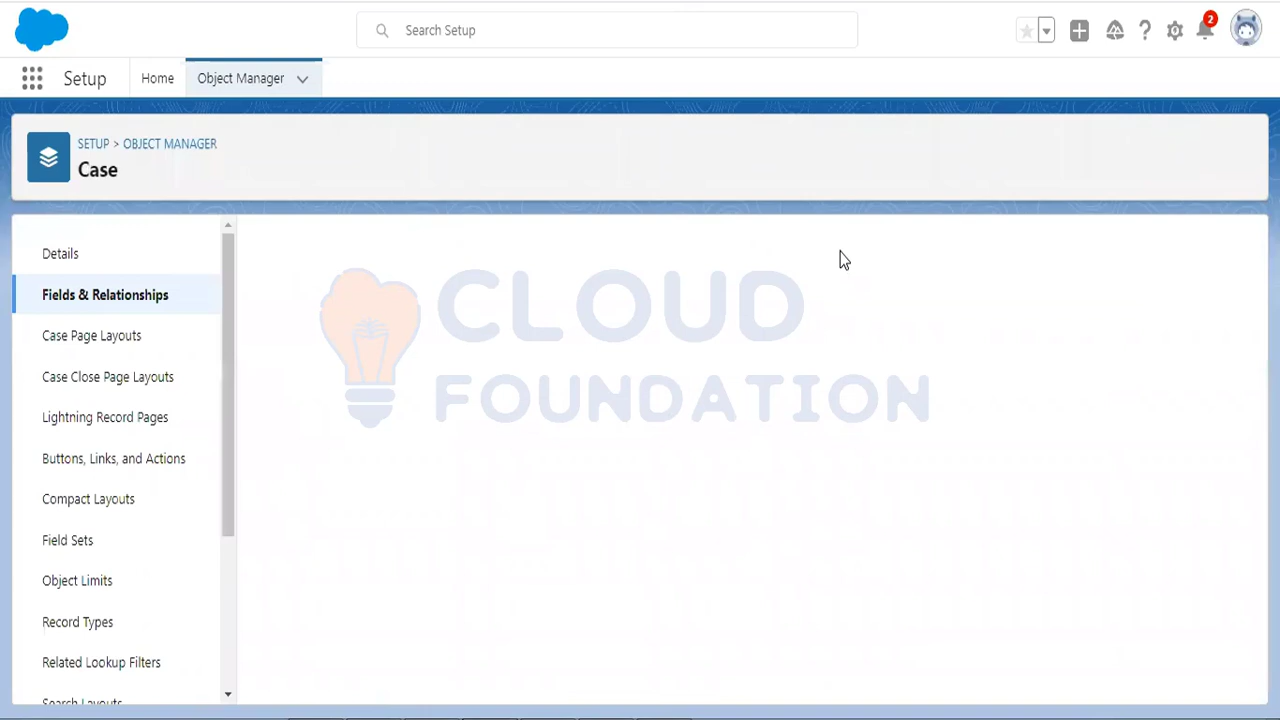 Search Setup
2
Setup
Home
Object Manager
SETUP > OBJECT MANAGER
Case
Details
Fields & Relationships
Case Page Layouts
Case Close Page Layouts
Lightning Record Pages
Buttons, Links, and Actions
Compact Layouts
Field Sets
Object Limits
Record Types
Related Lookup Filters
Search Layouts
CLOUD
FOUNDATION